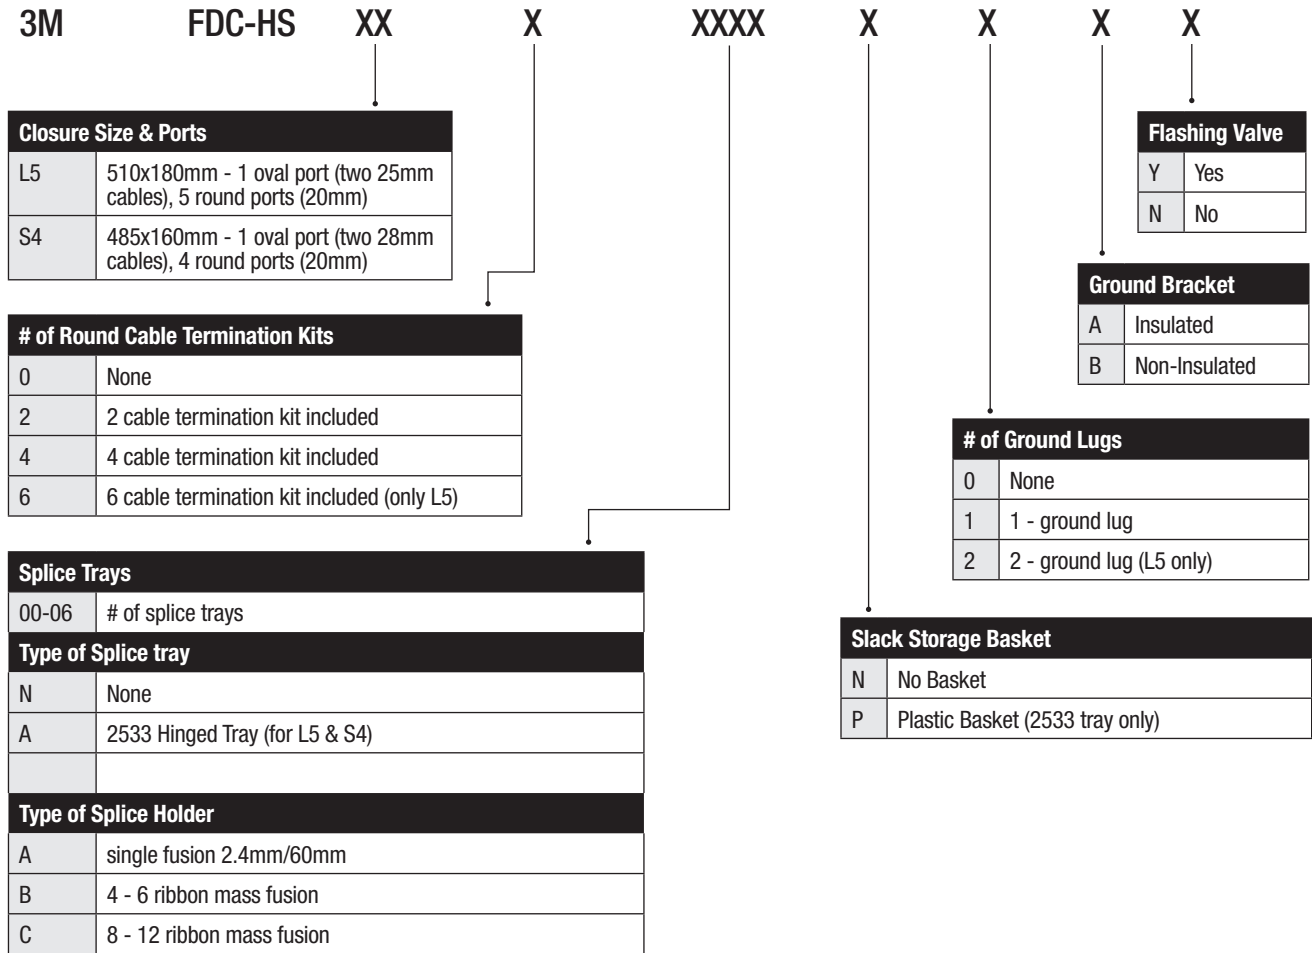 3M FDC-HS XX X XXXX X X X X
Closure Size & Ports
L5 510x180mm - 1 oval port (two 25mm
cables), 5 round ports (20mm)
S4 485x160mm - 1 oval port (two 28mm
cables), 4 round ports (20mm)
# of Round Cable Termination Kits
0 None
2 2 cable termination kit included
4 4 cable termination kit included
6 6 cable termination kit included (only L5)
Splice Trays
00-06 # of splice trays
Type of Splice tray
N None
A 2533 Hinged Tray (for L5 & S4)
Type of Splice Holder
A single fusion 2.4mm/60mm
B 4 - 6 ribbon mass fusion
C 8 - 12 ribbon mass fusion
Flashing Valve
Y Yes
N No
Ground Bracket
A Insulated
B Non-Insulated
# of Ground Lugs
0 None
1 1 - ground lug
2 2 - ground lug (L5 only)
Slack Storage Basket
N No Basket
P Plastic Basket (2533 tray only)